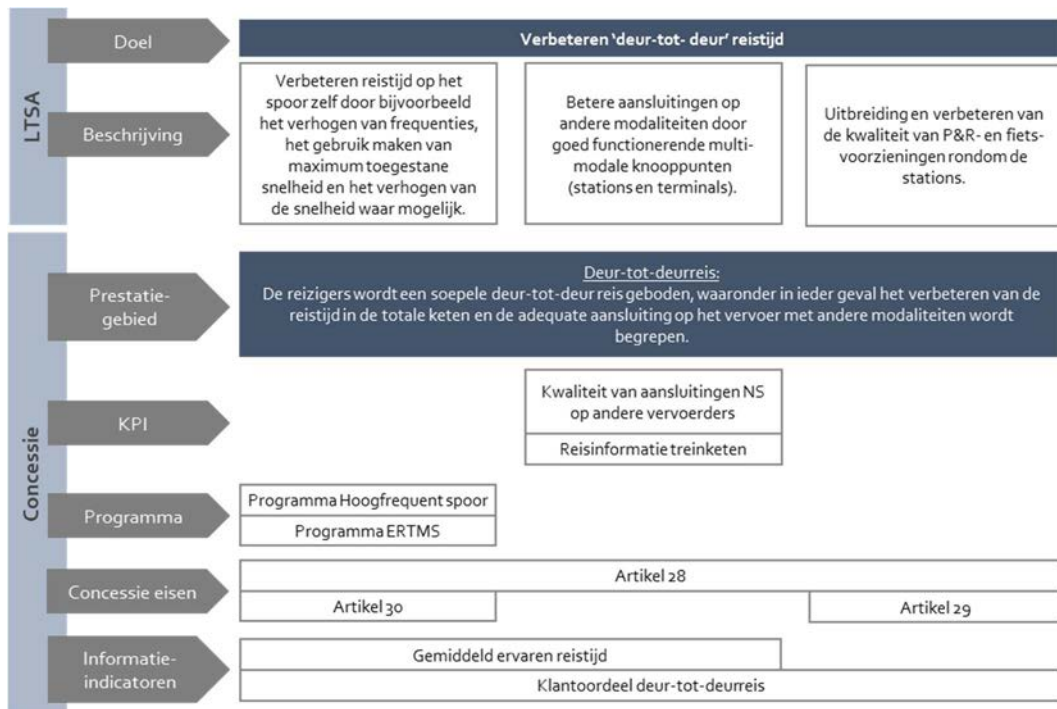 LTSA
Doel
Verbeteren ‘deur-tot- deur’ reistijd
Beschrijving
Verbeteren reistijd op het
spoor zelf door bijvoorbeeld
het verhogen van frequenties,
het gebruik maken van
maximum toegestane
snelheid en het verhogen van
de snelheid waar mogelijk.
Betere aansluitingen op
andere modaliteiten door
goed functionerende multi-
modale knooppunten
(stations en terminals).
Uitbreiding en verbeteren van
de kwaliteit van P&R- en fiets-
voorzieningen rondom de
stations.
Concessie
Prestatie-
gebied
Deur-tot-deurreis:
De reizigers wordt een soepele deur-tot-deur reis geboden, waaronder in ieder geval het verbeteren van de
reistijd in de totale keten en de adequate aansluiting op het vervoer met andere modaliteiten wordt
begrepen.
KPI
Kwaliteit van aansluitingen NS
op andere vervoerders
Reisinformatie treinketen
Programma
Programma Hoogfrequent spoor
Programma ERTMS
Concessie eisen
Artikel 28
Artikel 30
Artikel 29
Informatie-
indicatoren
Gemiddeld ervaren reistijd
Klantoordeel deur-tot-deurreis